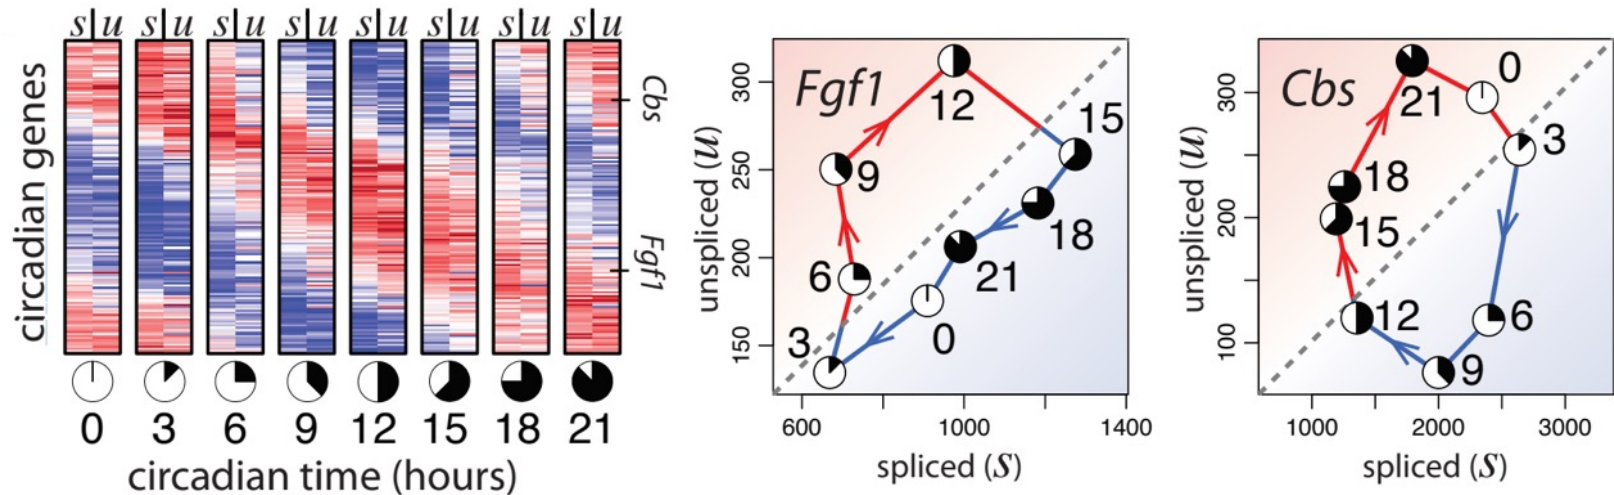 s|u s|u s|u s|u s|u s|u s|u s|u
circadian genes
Cbs
Fgf1
0 3 6 9 12 15 18 21
circadian time (hours)
Fgf1
unspliced (u)
300
250
200
150
12
15
9
18
6
21
3
0
600 1000 1400
spliced (s)
Cbs
unspliced (u)
300
200
100
0
21
3
18
15
12
6
9
1000 2000 3000
spliced (s)